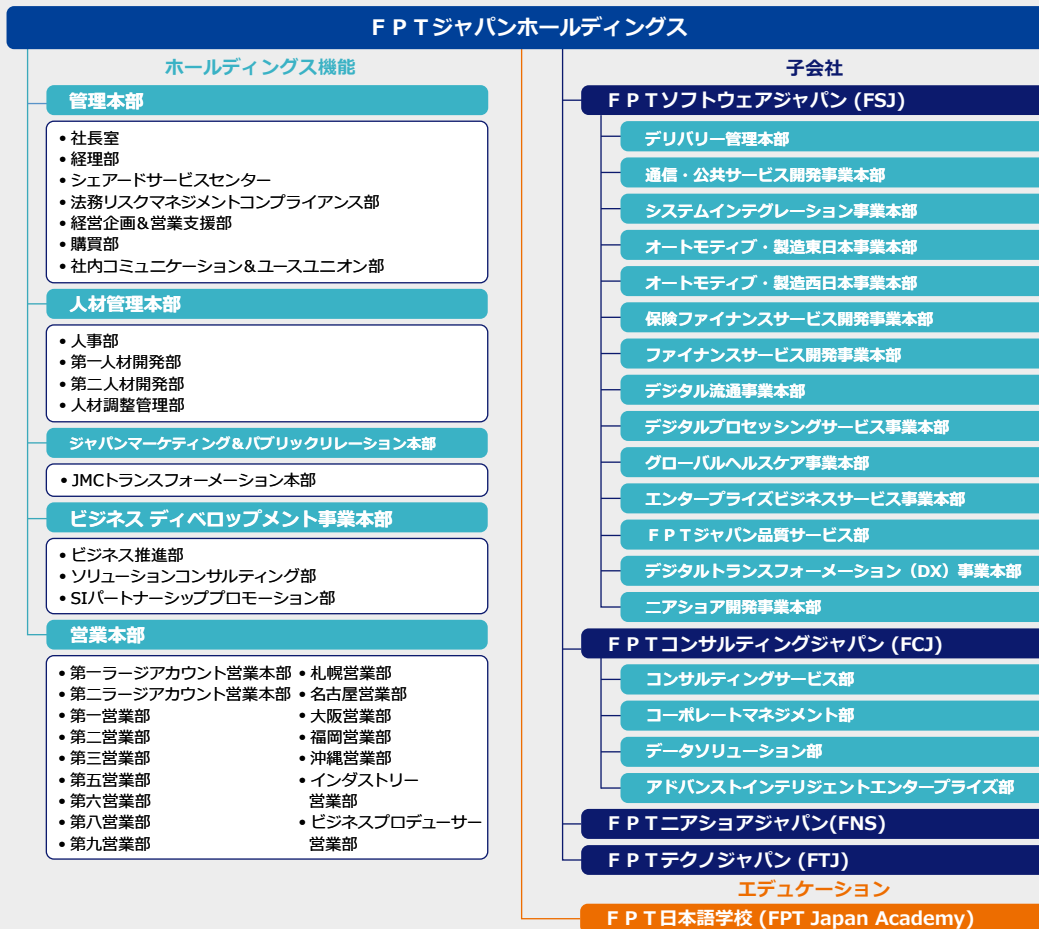 ＦＰＴジャパンホールディングス
ホールディングス機能
管理本部
• 社長室
• 経理部
• シェアードサービスセンター
• 法務リスクマネジメントコンプライアンス部
• 経営企画&営業支援部
• 購買部
• 社内コミュニケーション&ユースユニオン部
人材管理本部
• 人事部
• 第一人材開発部
• 第二人材開発部
• 人材調整管理部
ジャパンマーケティング＆パブリックリレーション本部
• JMCトランスフォーメーション本部
ビジネス ディベロップメント事業本部
• ビジネス推進部
• ソリューションコンサルティング部
• SIパートナーシッププロモーション部
営業本部
• 第一ラージアカウント営業本部
• 第二ラージアカウント営業本部
• 第一営業部
• 第二営業部
• 第三営業部
• 第五営業部
• 第六営業部
• 第八営業部
• 第九営業部
• 札幌営業部
• 名古屋営業部
• 大阪営業部
• 福岡営業部
• 沖縄営業部
• インダストリー
営業部
• ビジネスプロデューサー
営業部
子会社
ＦＰＴソフトウェアジャパン (FSJ)
デリバリー管理本部
通信・公共サービス開発事業本部
システムインテグレーション事業本部
オートモティブ・製造東日本事業本部
オートモティブ・製造西日本事業本部
保険ファイナンスサービス開発事業本部
ファイナンスサービス開発事業本部
デジタル流通事業本部
デジタルプロセッシングサービス事業本部
グローバルヘルスケア事業本部
エンタープライズビジネスサービス事業本部
ＦＰＴジャパン品質サービス部
デジタルトランスフォーメーション（DX）事業本部
ニアショア開発事業本部
ＦＰＴコンサルティングジャパン (FCJ)
コンサルティングサービス部
コーポレートマネジメント部
データソリューション部
アドバンストインテリジェントエンタープライズ部
ＦＰＴニアショアジャパン(FNS)
ＦＰＴテクノジャパン (FTJ)
エデュケーション
ＦＰＴ日本語学校 (FPT Japan Academy)